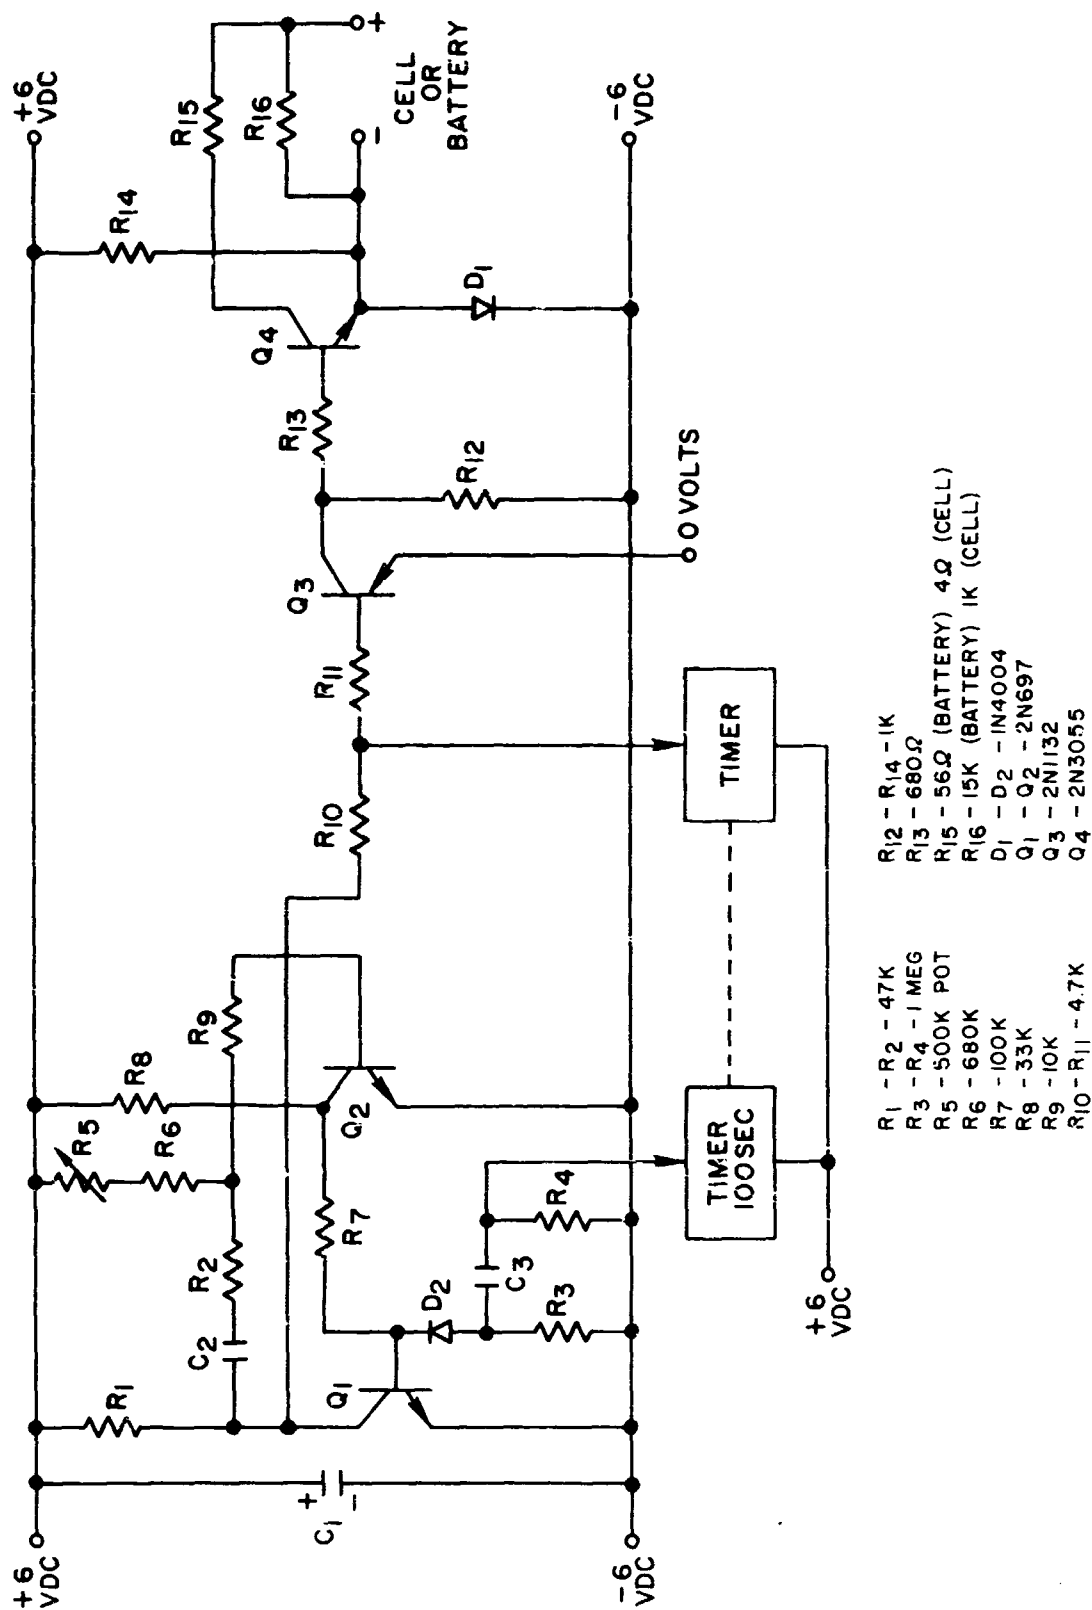 +6
VDC
+6
VDC
C1
+
-
R1
C2
R2
R5
R6
R8
R9
R7
Q1
Q2
D2
C3
R3
R4
R10
R11
Q3
R12
R13
Q4
R14
R15
R16
D1
+
-
CELL
OR
BATTERY
-6
VDC
-6
VDC
0 VOLTS
TIMER
100SEC
TIMER
+6
VDC
R1 - R2 - 47K
R3 - R4 - 1 MEG
R5 - 500K POT
R6 - 680K
R7 - 100K
R8 - 33K
R9 - 10K
R10 - R11 - 4.7K
R12 - R14 - 1K
R13 - 680Ω
R15 - 56Ω (BATTERY) 4Ω (CELL)
R16 - 15K (BATTERY) 1K (CELL)
D1 - D2 - 1N4004
Q1 - Q2 - 2N697
Q3 - 2N1132
Q4 - 2N3055